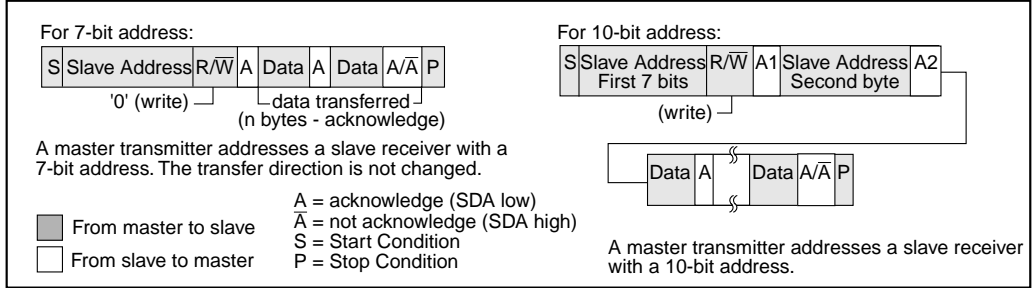 For 7-bit address:
S Slave Address R/W̅ A Data A Data A/A̅ P
'0' (write)
data transferred
(n bytes - acknowledge)
A master transmitter addresses a slave receiver with a
7-bit address. The transfer direction is not changed.
From master to slave
From slave to master
A = acknowledge (SDA low)
A̅ = not acknowledge (SDA high)
S = Start Condition
P = Stop Condition
For 10-bit address:
S Slave Address R/W̅ A1 Slave Address A2
First 7 bits Second byte
(write)
Data A Data A/A̅ P
A master transmitter addresses a slave receiver
with a 10-bit address.